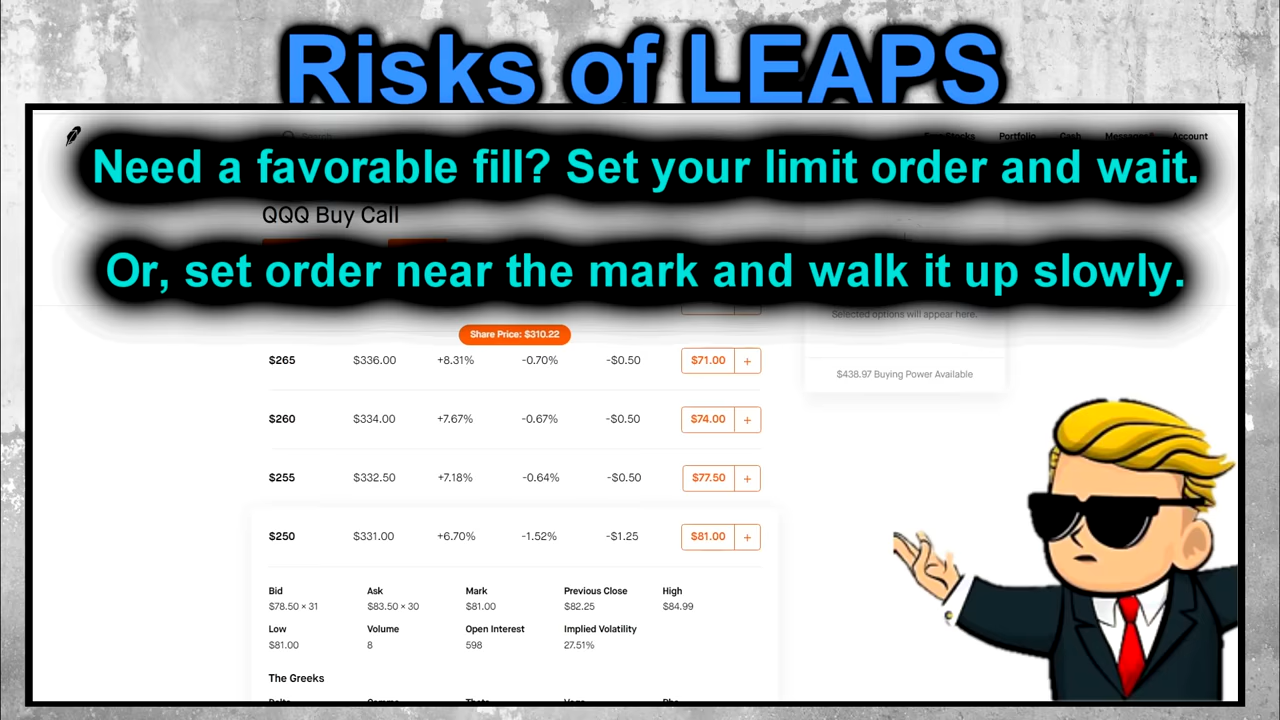 Risks of LEAPS
Search Stocks Portfolio Cash Messages Account
Need a favorable fill? Set your limit order and wait.
QQQ Buy Call
Or, set order near the mark and walk it up slowly.
Selected options will appear here.
Share Price: $310.22
$265 $336.00 +8.31% -0.70% -$0.50 $71.00 +
$438.97 Buying Power Available
$260 $334.00 +7.67% -0.67% -$0.50 $74.00 +
$255 $332.50 +7.18% -0.64% -$0.50 $77.50 +
$250 $331.00 +6.70% -1.52% -$1.25 $81.00 +
Bid Ask Mark Previous Close High
$78.50 × 31 $83.50 × 30 $81.00 $82.25 $84.99
Low Volume Open Interest Implied Volatility
$81.00 8 598 27.51%
The Greeks